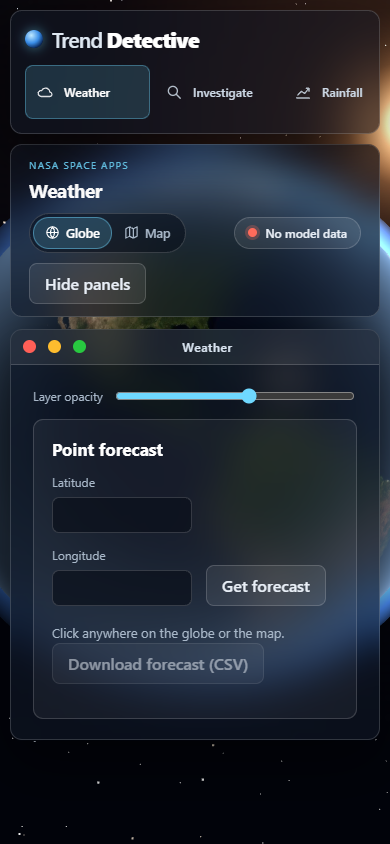 Trend Detective
Weather
Investigate
Rainfall
NASA SPACE APPS
Weather
Globe
Map
No model data
Hide panels
Weather
Layer opacity
Point forecast
Latitude
Longitude
Get forecast
Click anywhere on the globe or the map.
Download forecast (CSV)